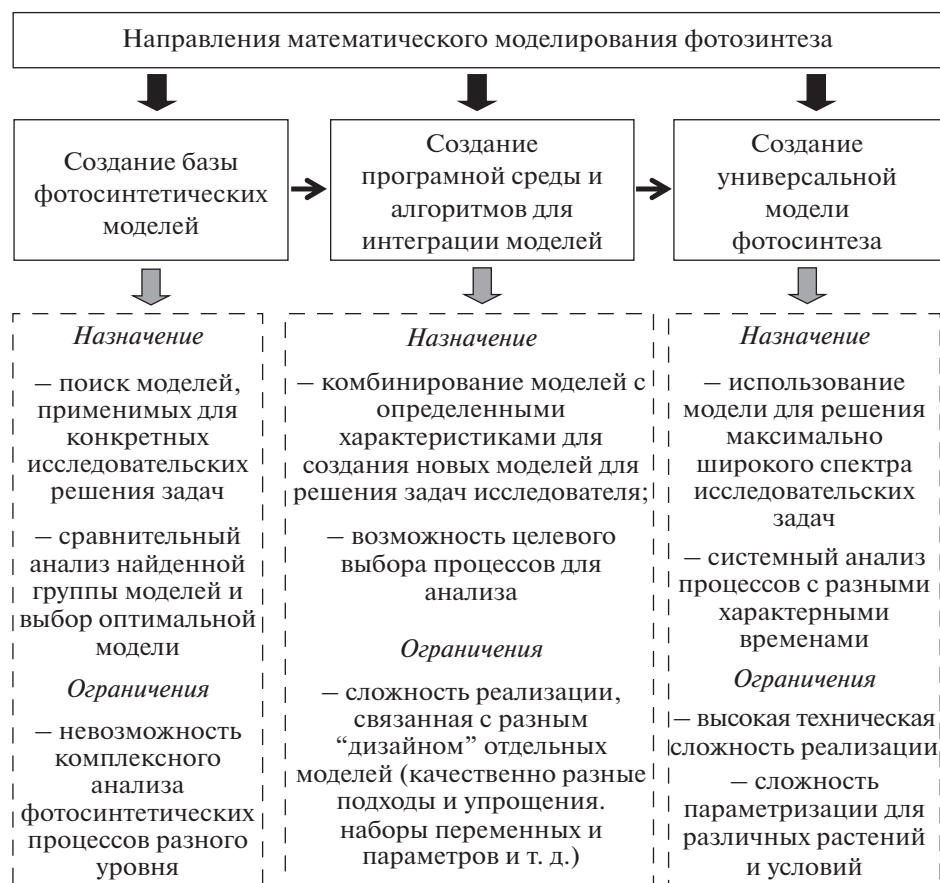 Направления математического моделирования фотозинтеза
Создание базы
фотосинтетических
моделей
Создание
програмной среды и
алгоритмов для
интеграции моделей
Создание
универсальной
модели
фотосинтеза
Назначение
– поиск моделей,
применимых для
конкретных
исследовательских
решения задач
– сравнительный
анализ найденной
группы моделей и
выбор оптимальной
модели
Ограничения
– невозможность
комплексного
анализа
фотосинтетических
процессов разного
уровня
Назначение
– комбинирование моделей с
определенными
характеристиками для
создания новых моделей для
решения задач исследователя;
– возможность целевого
выбора процессов для
анализа
Ограничения
– сложность реализации,
связанная с разным
“дизайном” отдельных
моделей (качественно разные
подходы и упрощения.
наборы переменных и
параметров и т. д.)
Назначение
– использование
модели для решения
максимально
широкого спектра
исследовательских
задач
– системный анализ
процессов с разными
характерными
временами
Ограничения
– высокая техническая
сложность реализации
– сложность
параметризации для
различных растений
и условий